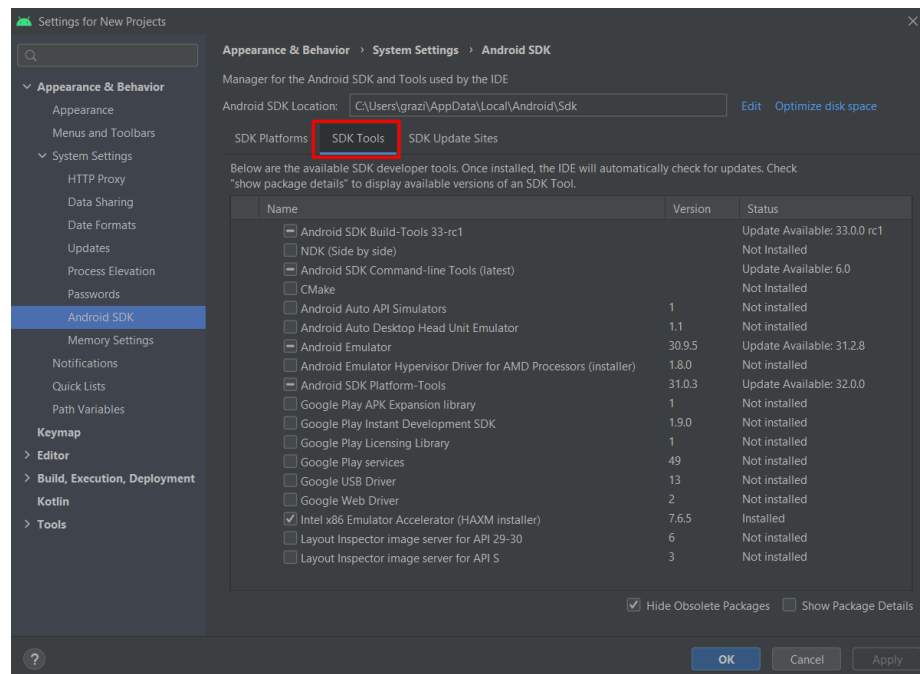 Settings for New Projects
Appearance & Behavior
Appearance
Menus and Toolbars
System Settings
HTTP Proxy
Data Sharing
Date Formats
Updates
Process Elevation
Passwords
Android SDK
Memory Settings
Notifications
Quick Lists
Path Variables
Keymap
Editor
Build, Execution, Deployment
Kotlin
Tools
Appearance & Behavior › System Settings › Android SDK
Manager for the Android SDK and Tools used by the IDE
Android SDK Location: C:\Users\grazi\AppData\Local\Android\Sdk Edit Optimize disk space
SDK Platforms SDK Tools SDK Update Sites
Below are the available SDK developer tools. Once installed, the IDE will automatically check for updates. Check
"show package details" to display available versions of an SDK Tool.
Name Version Status
Android SDK Build-Tools 33-rc1 Update Available: 33.0.0 rc1
NDK (Side by side) Not Installed
Android SDK Command-line Tools (latest) Update Available: 6.0
CMake Not Installed
Android Auto API Simulators 1 Not installed
Android Auto Desktop Head Unit Emulator 1.1 Not installed
Android Emulator 30.9.5 Update Available: 31.2.8
Android Emulator Hypervisor Driver for AMD Processors (installer) 1.8.0 Not installed
Android SDK Platform-Tools 31.0.3 Update Available: 32.0.0
Google Play APK Expansion library 1 Not installed
Google Play Instant Development SDK 1.9.0 Not installed
Google Play Licensing Library 1 Not installed
Google Play services 49 Not installed
Google USB Driver 13 Not installed
Google Web Driver 2 Not installed
Intel x86 Emulator Accelerator (HAXM installer) 7.6.5 Installed
Layout Inspector image server for API 29-30 6 Not installed
Layout Inspector image server for API S 3 Not installed
Hide Obsolete Packages Show Package Details
? OK Cancel Apply